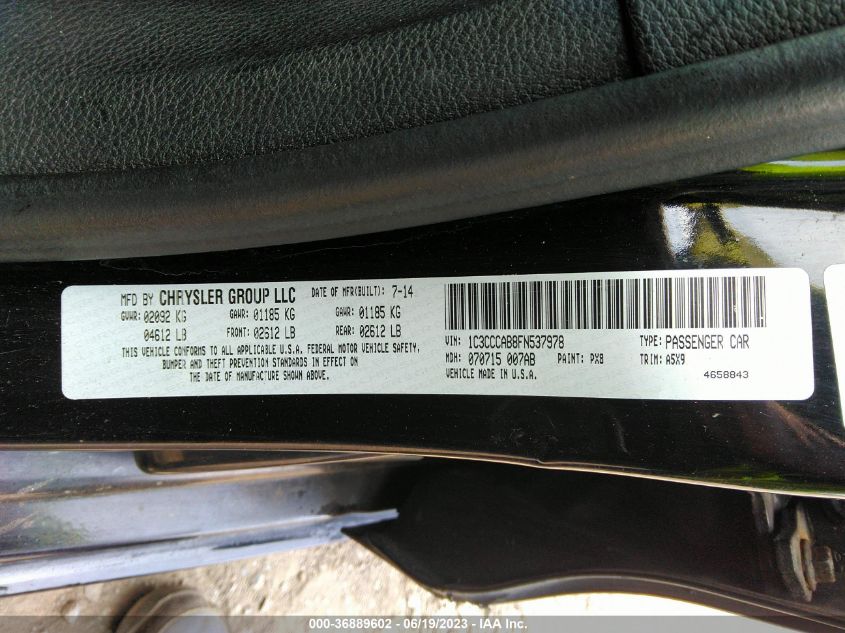 MFD BY CHRYSLER GROUP LLC DATE OF MFR(BUILT): 7-14
GVWR: 02092 KG GAWR: 01185 KG GAWR: 01185 KG
04612 LB FRONT: 02612 LB REAR: 02612 LB
THIS VEHICLE CONFORMS TO ALL APPLICABLE U.S.A. FEDERAL MOTOR VEHICLE SAFETY,
BUMPER AND THEFT PREVENTION STANDARDS IN EFFECT ON
THE DATE OF MANUFACTURE SHOWN ABOVE.
VIN: 1C3CCCAB8FN537978 TYPE: PASSENGER CAR
MDH: 070715 007AB PAINT: PX8 TRIM: A5X9
VEHICLE MADE IN U.S.A. 4658843
000-36889602 - 06/19/2023 - IAA Inc.